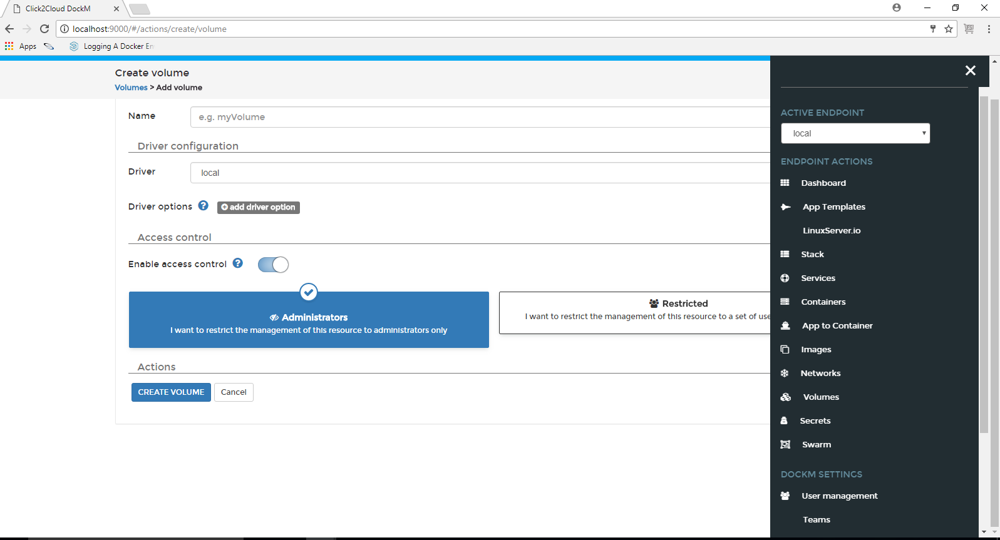 Click2Cloud DockM
localhost:9000/#/actions/create/volume
Apps
Logging A Docker En
Create volume
Volumes > Add volume
Name
e.g. myVolume
Driver configuration
Driver
local
Driver options ? add driver option
Access control
Enable access control ?
Administrators
I want to restrict the management of this resource to administrators only
Restricted
I want to restrict the management of this resource to a set of use
Actions
CREATE VOLUME Cancel
ACTIVE ENDPOINT
local
ENDPOINT ACTIONS
Dashboard
App Templates
LinuxServer.io
Stack
Services
Containers
App to Container
Images
Networks
Volumes
Secrets
Swarm
DOCKM SETTINGS
User management
Teams